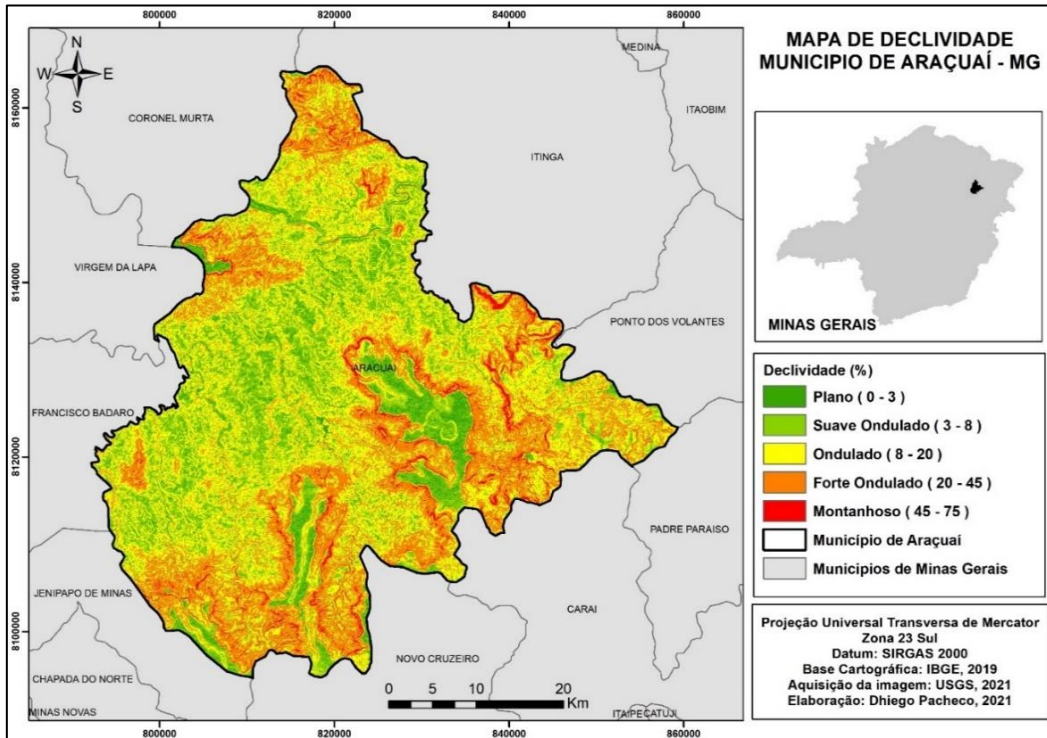 800000 820000 840000 860000
MAPA DE DECLIVIDADE
MUNICIPIO DE ARAÇUAÍ - MG
N
W E
S
MEDINA
CORONEL MURTA
ITAOBIM
ITINGA
VIRGEM DA LAPA
PONTO DOS VOLANTES
ARAÇUAÍ
FRANCISCO BADARO
PADRE PARAISO
JENIPAPO DE MINAS
CARAI
NOVO CRUZEIRO
CHAPADA DO NORTE
MINAS NOVAS
ITAIPECATUJI
8160000
8140000
8120000
8100000
8160000
8140000
8120000
8100000
0 5 10 20
Km
800000 820000 840000 860000
MINAS GERAIS
Declividade (%)
Plano ( 0 - 3 )
Suave Ondulado ( 3 - 8 )
Ondulado ( 8 - 20 )
Forte Ondulado ( 20 - 45 )
Montanhoso ( 45 - 75 )
Município de Araçuaí
Municipios de Minas Gerais
Projeção Universal Transversa de Mercator
Zona 23 Sul
Datum: SIRGAS 2000
Base Cartográfica: IBGE, 2019
Aquisição da imagem: USGS, 2021
Elaboração: Dhiego Pacheco, 2021